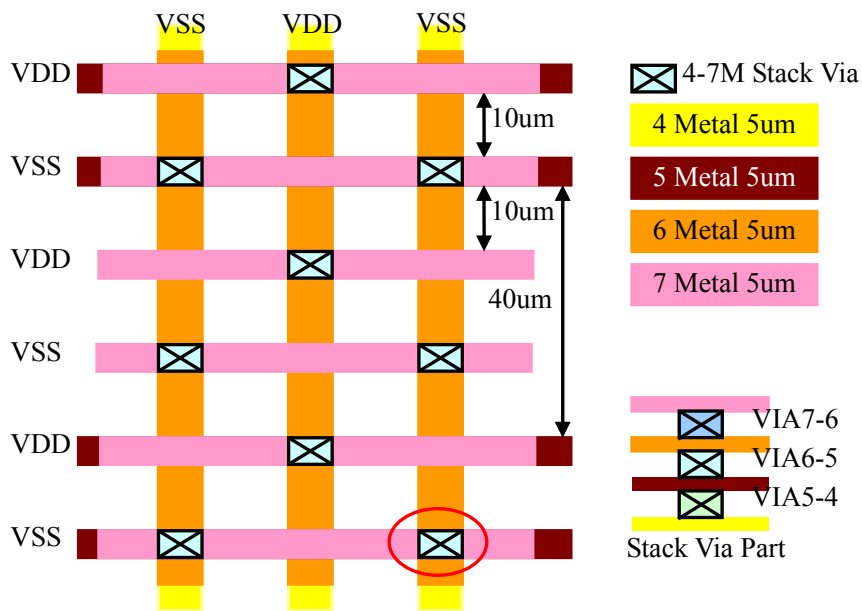 VSS VDD VSS
VDD
VSS
VDD
VSS
VDD
VSS
10um
10um
40um
4-7M Stack Via
4 Metal 5um
5 Metal 5um
6 Metal 5um
7 Metal 5um
VIA7-6
VIA6-5
VIA5-4
Stack Via Part